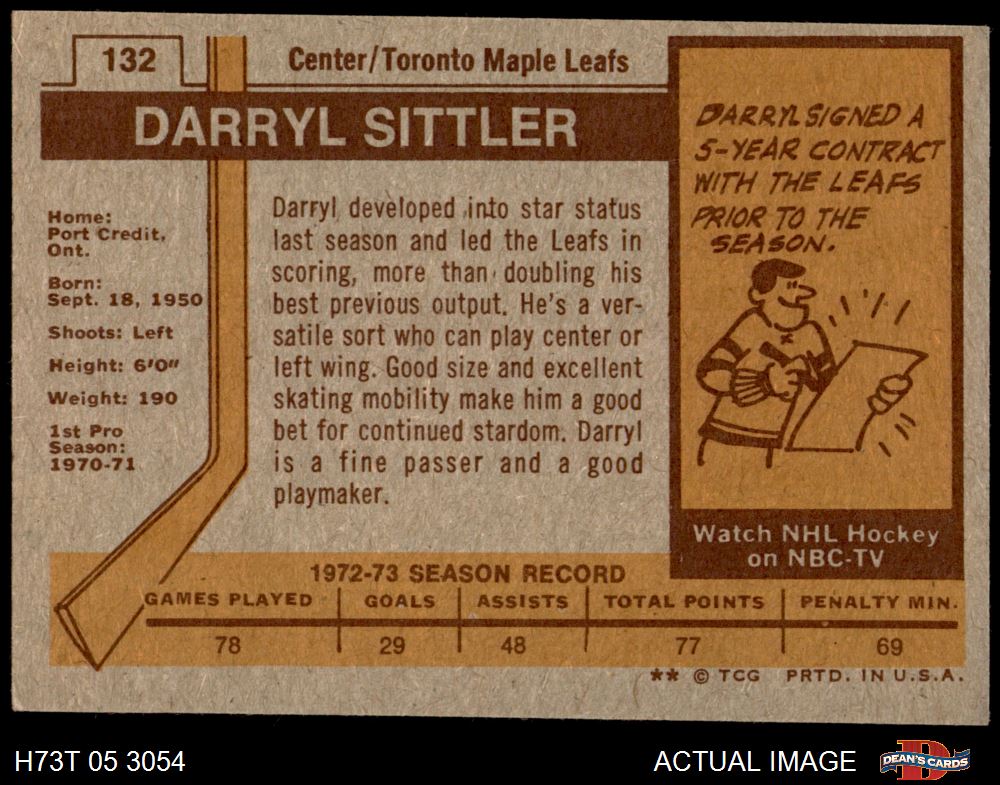 132
Center/Toronto Maple Leafs
DARRYL SITTLER
Home:
Port Credit,
Ont.
Born:
Sept. 18, 1950
Shoots: Left
Height: 6'0"
Weight: 190
1st Pro
Season:
1970-71
Darryl developed into star status
last season and led the Leafs in
scoring, more than doubling his
best previous output. He's a ver-
satile sort who can play center or
left wing. Good size and excellent
skating mobility make him a good
bet for continued stardom. Darryl
is a fine passer and a good
playmaker.
DARRYL SIGNED A
5-YEAR CONTRACT
WITH THE LEAFS
PRIOR TO THE
SEASON.
Watch NHL Hockey
on NBC-TV
1972-73 SEASON RECORD
GAMES PLAYED GOALS ASSISTS TOTAL POINTS PENALTY MIN.
78 29 48 77 69
** © TCG PRTD. IN U.S.A.
H73T 05 3054
ACTUAL IMAGE
D
DEAN'S CARDS